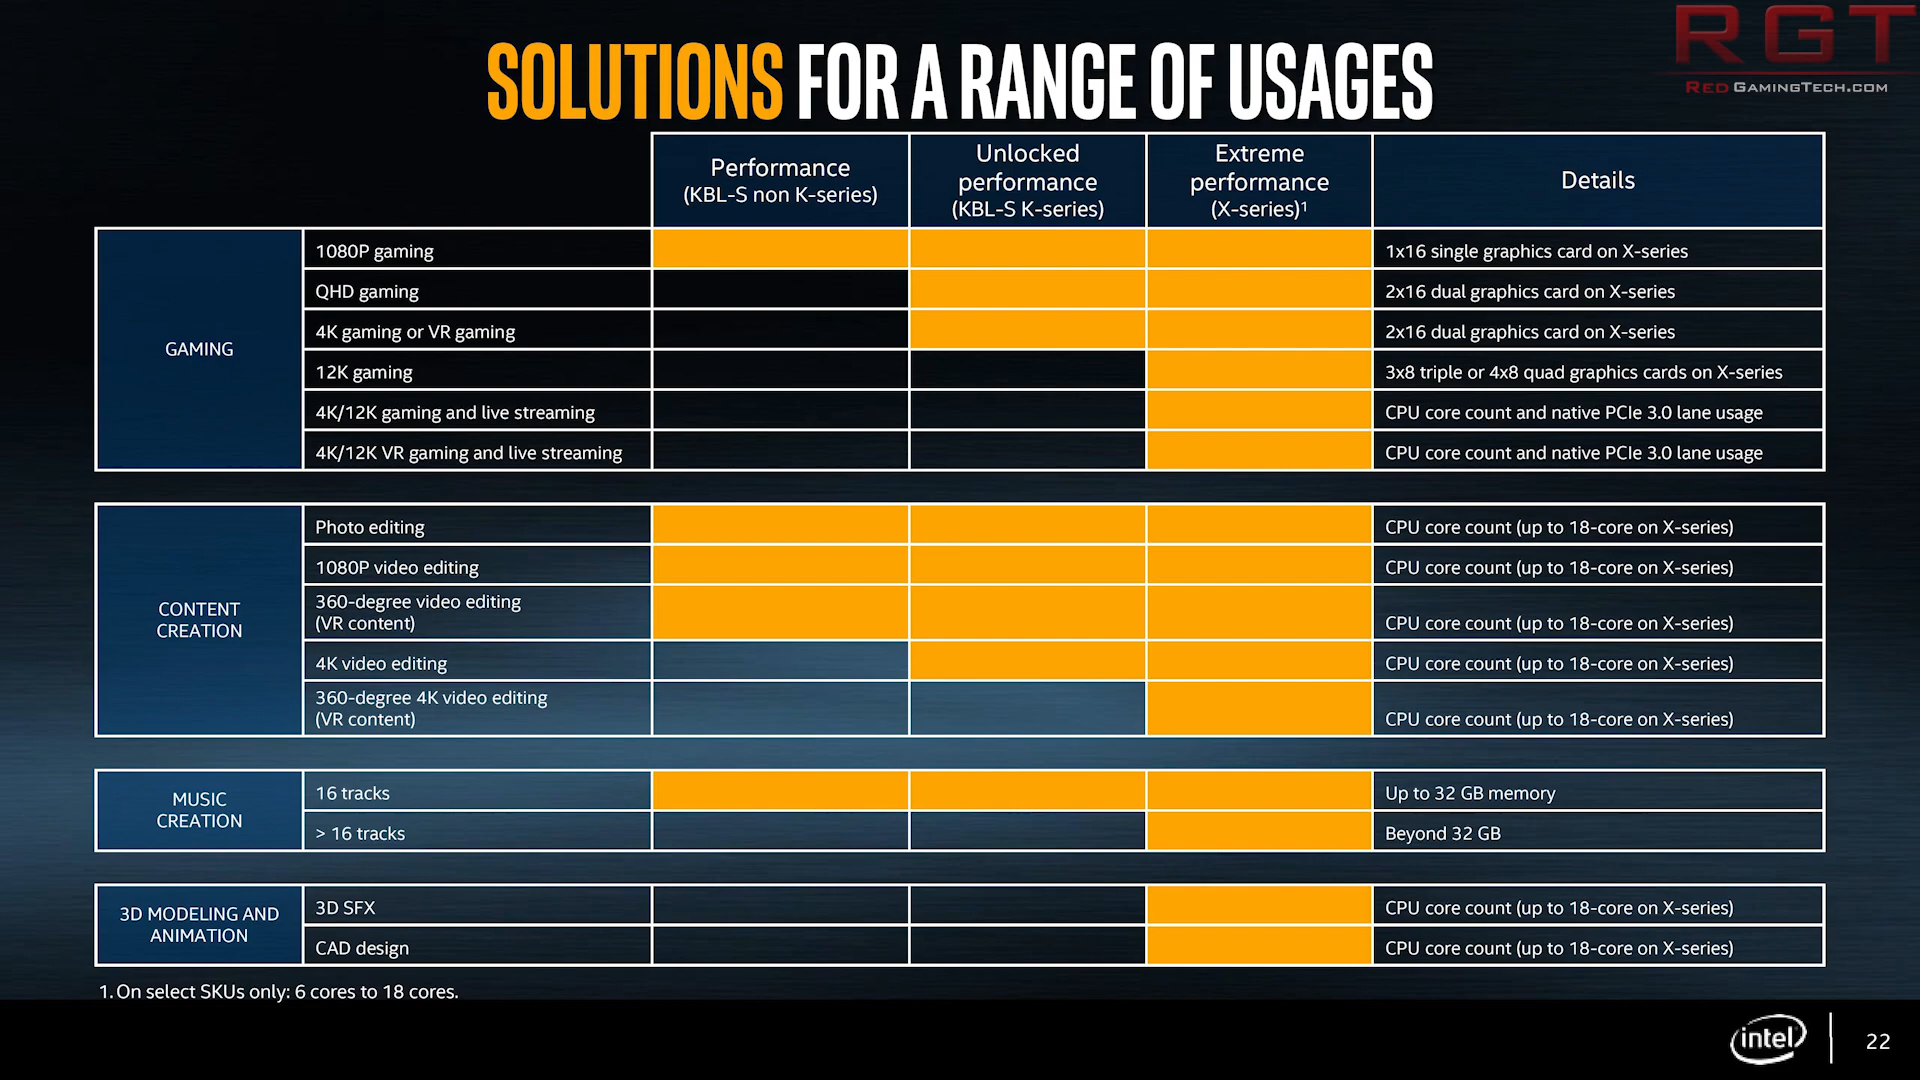 RGT
RED GAMINGTECH.COM
SOLUTIONS FOR A RANGE OF USAGES
Performance
(KBL-S non K-series)
Unlocked
performance
(KBL-S K-series)
Extreme
performance
(X-series)¹
Details
GAMING
1080P gaming
1x16 single graphics card on X-series
QHD gaming
2x16 dual graphics card on X-series
4K gaming or VR gaming
2x16 dual graphics card on X-series
12K gaming
3x8 triple or 4x8 quad graphics cards on X-series
4K/12K gaming and live streaming
CPU core count and native PCIe 3.0 lane usage
4K/12K VR gaming and live streaming
CPU core count and native PCIe 3.0 lane usage
CONTENT
CREATION
Photo editing
CPU core count (up to 18-core on X-series)
1080P video editing
CPU core count (up to 18-core on X-series)
360-degree video editing
(VR content)
CPU core count (up to 18-core on X-series)
4K video editing
CPU core count (up to 18-core on X-series)
360-degree 4K video editing
(VR content)
CPU core count (up to 18-core on X-series)
MUSIC
CREATION
16 tracks
Up to 32 GB memory
> 16 tracks
Beyond 32 GB
3D MODELING AND
ANIMATION
3D SFX
CPU core count (up to 18-core on X-series)
CAD design
CPU core count (up to 18-core on X-series)
1. On select SKUs only: 6 cores to 18 cores.
intel
22